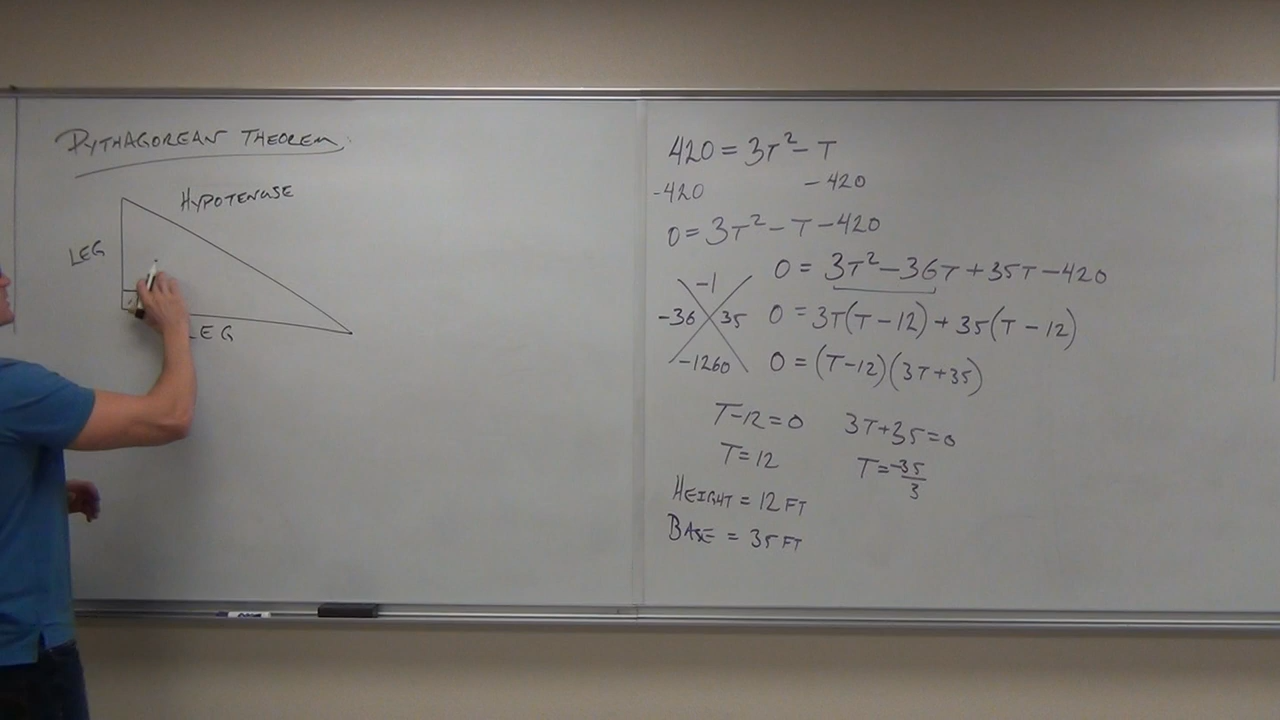 PYTHAGOREAN THEOREM.
HYPOTENUSE
LEG
LEG
420 = 3T² - T
-420 - 420
0 = 3T² - T - 420
0 = 3T² - 36T + 35T - 420
-1
-36 35
-1260
0 = 3T(T - 12) + 35(T - 12)
0 = (T - 12)(3T + 35)
T - 12 = 0 3T + 35 = 0
T = 12 T = -35/3
HEIGHT = 12 FT
BASE = 35 FT